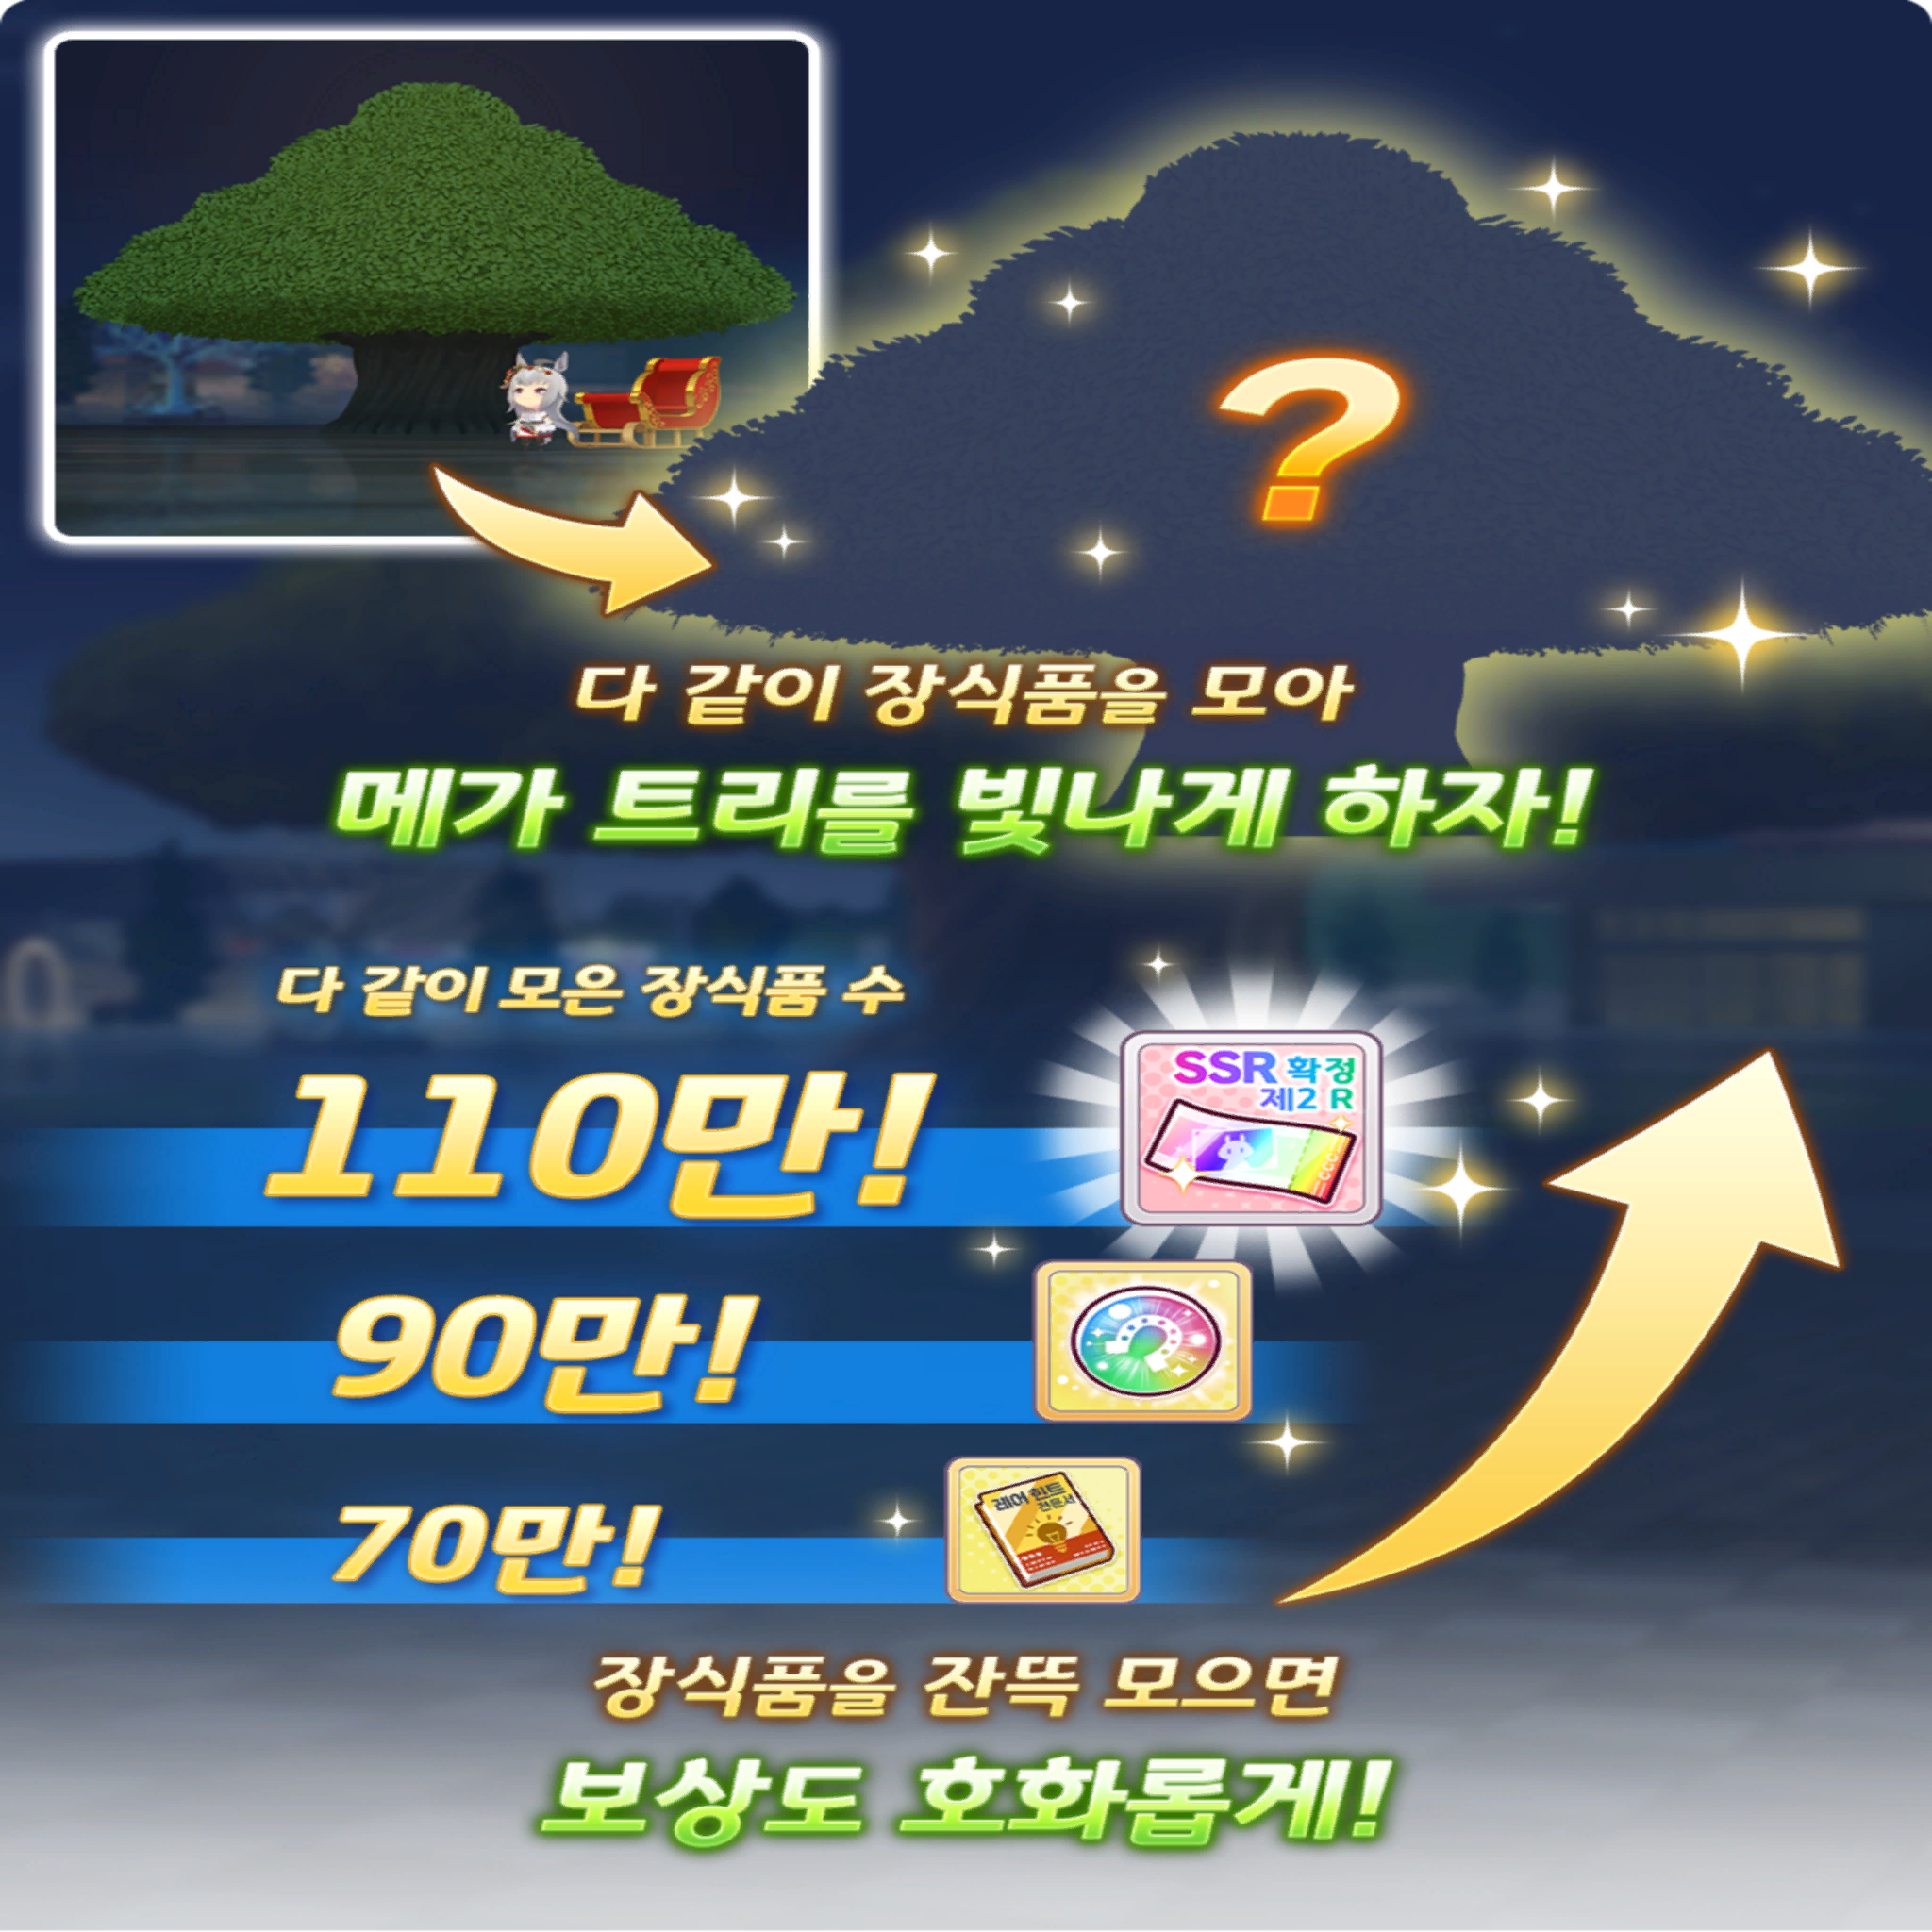 다 같이 장식품을 모아
메가 트리를 빛나게 하자!
다 같이 모은 장식품 수
110만!
SSR 확정
제2 R
90만!
70만!
레어 힌트
전문서
장식품을 잔뜩 모으면
보상도 호화롭게!